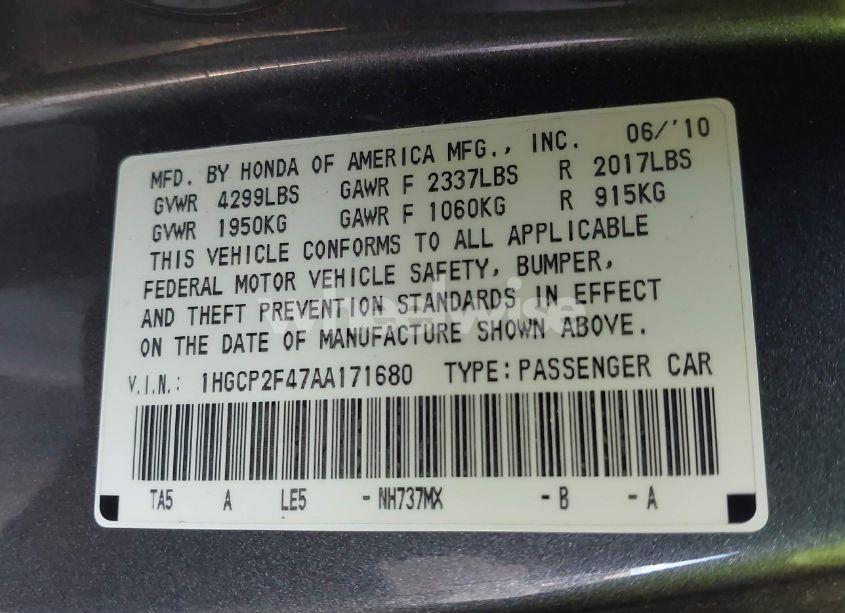 MFD. BY HONDA OF AMERICA MFG., INC. 06/'10
GVWR 4299LBS GAWR F 2337LBS R 2017LBS
GVWR 1950KG GAWR F 1060KG R 915KG
THIS VEHICLE CONFORMS TO ALL APPLICABLE
FEDERAL MOTOR VEHICLE SAFETY, BUMPER,
AND THEFT PREVENTION STANDARDS IN EFFECT
ON THE DATE OF MANUFACTURE SHOWN ABOVE.
wheelwise
V.I.N.: 1HGCP2F47AA171680 TYPE:PASSENGER CAR
TA5 A LE5 -NH737MX -B -A